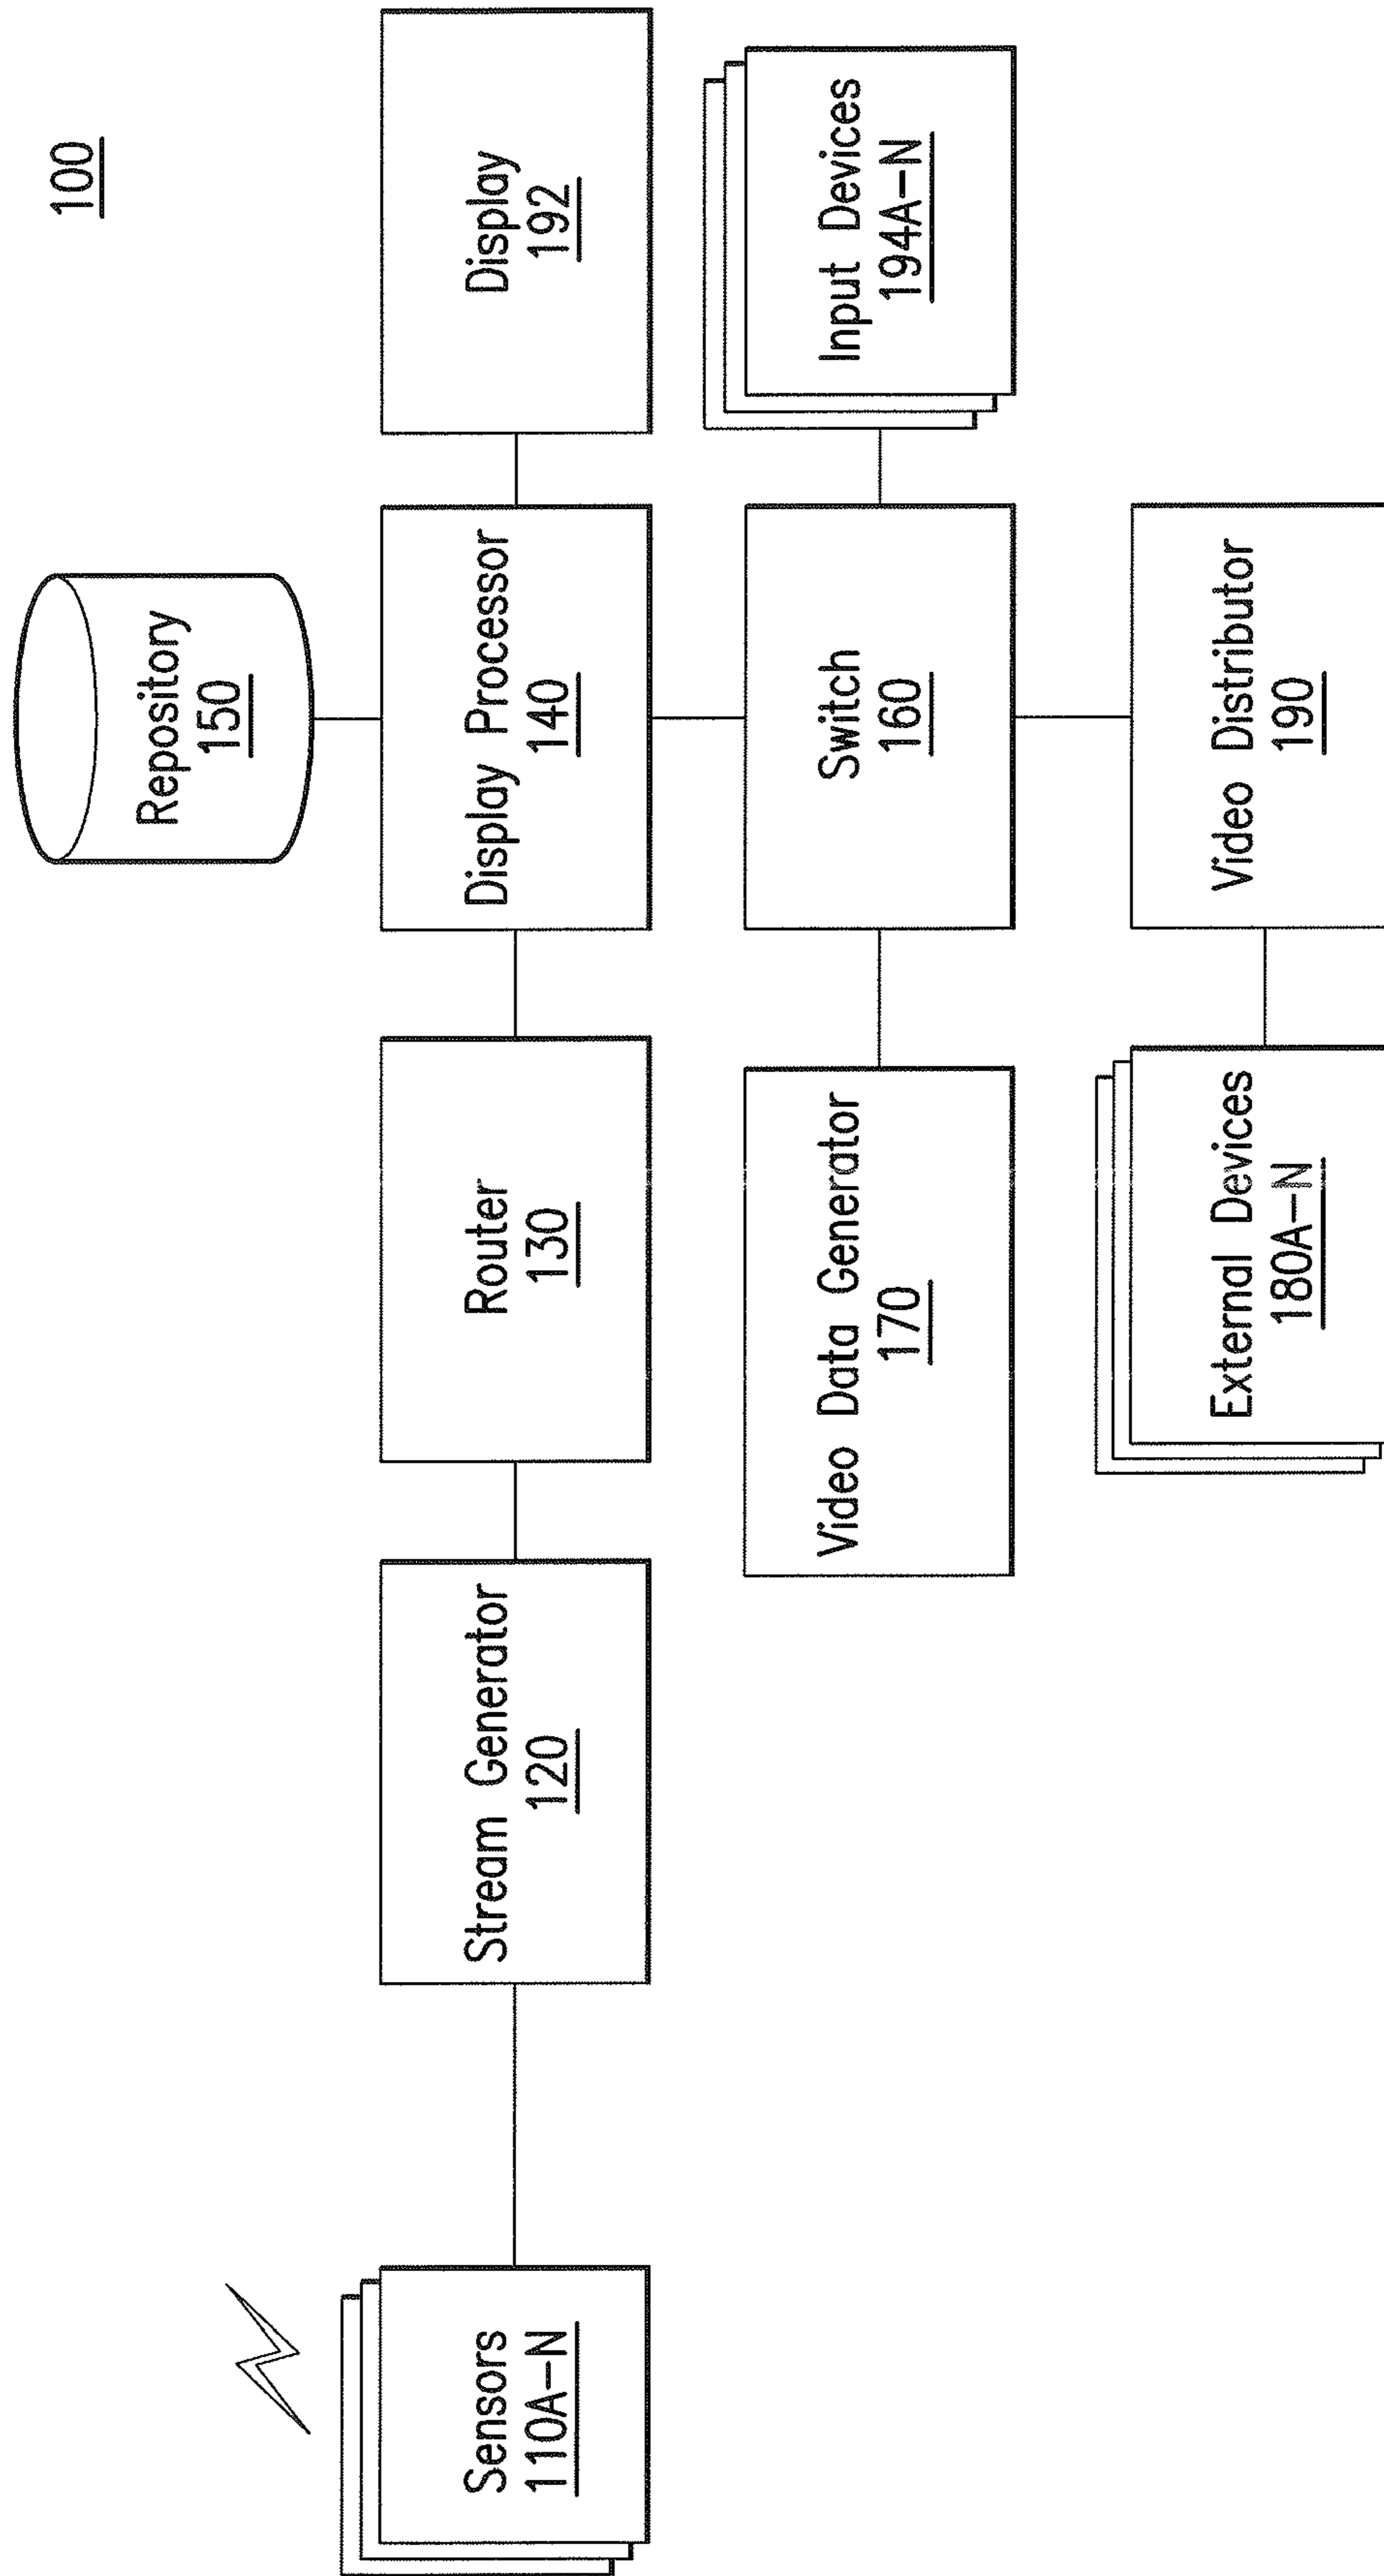 100
Repository
150
Sensors
110A-N
Stream Generator
120
Router
130
Display Processor
140
Display
192
Video Data Generator
170
Switch
160
Input Devices
194A-N
External Devices
180A-N
Video Distributor
190